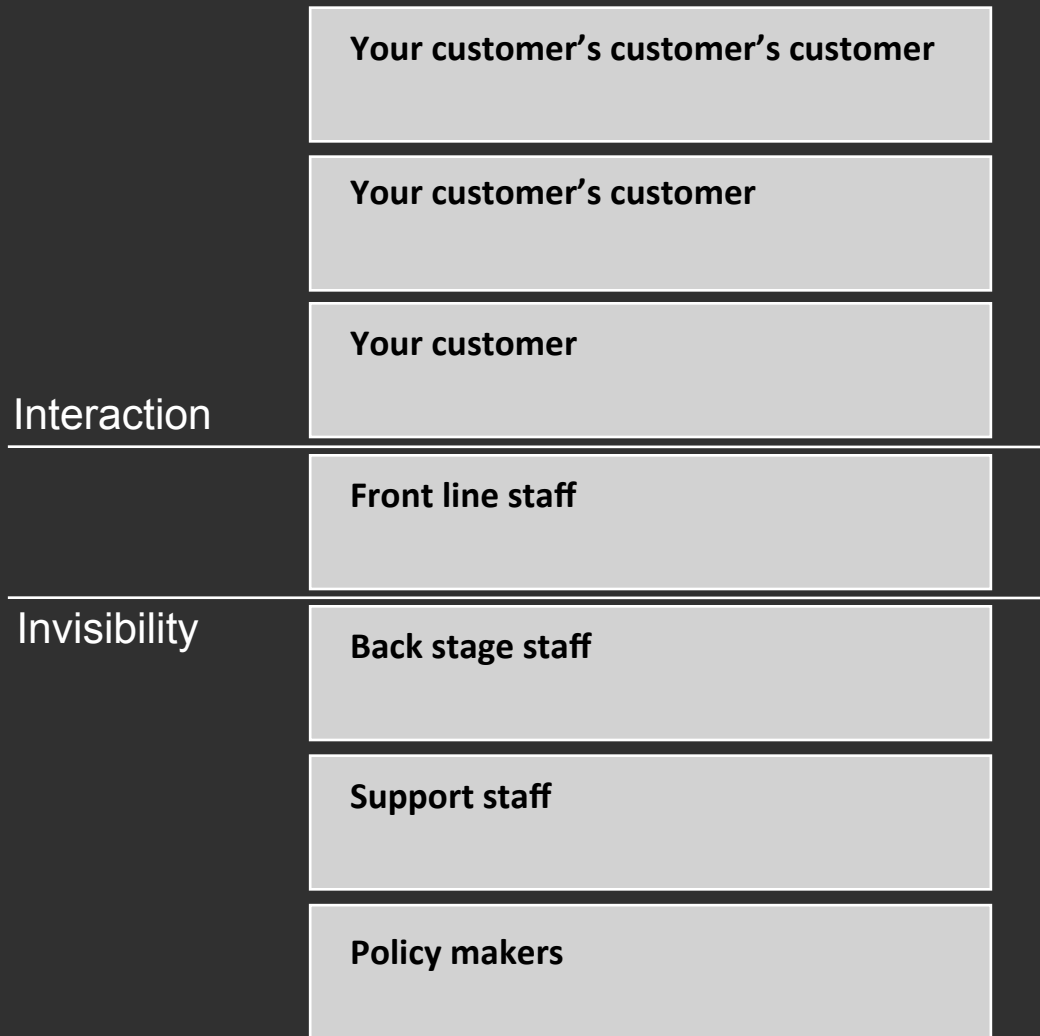 Your customer’s customer’s customer
Your customer’s customer
Your customer
Interaction
Front line staff
Invisibility
Back stage staff
Support staff
Policy makers